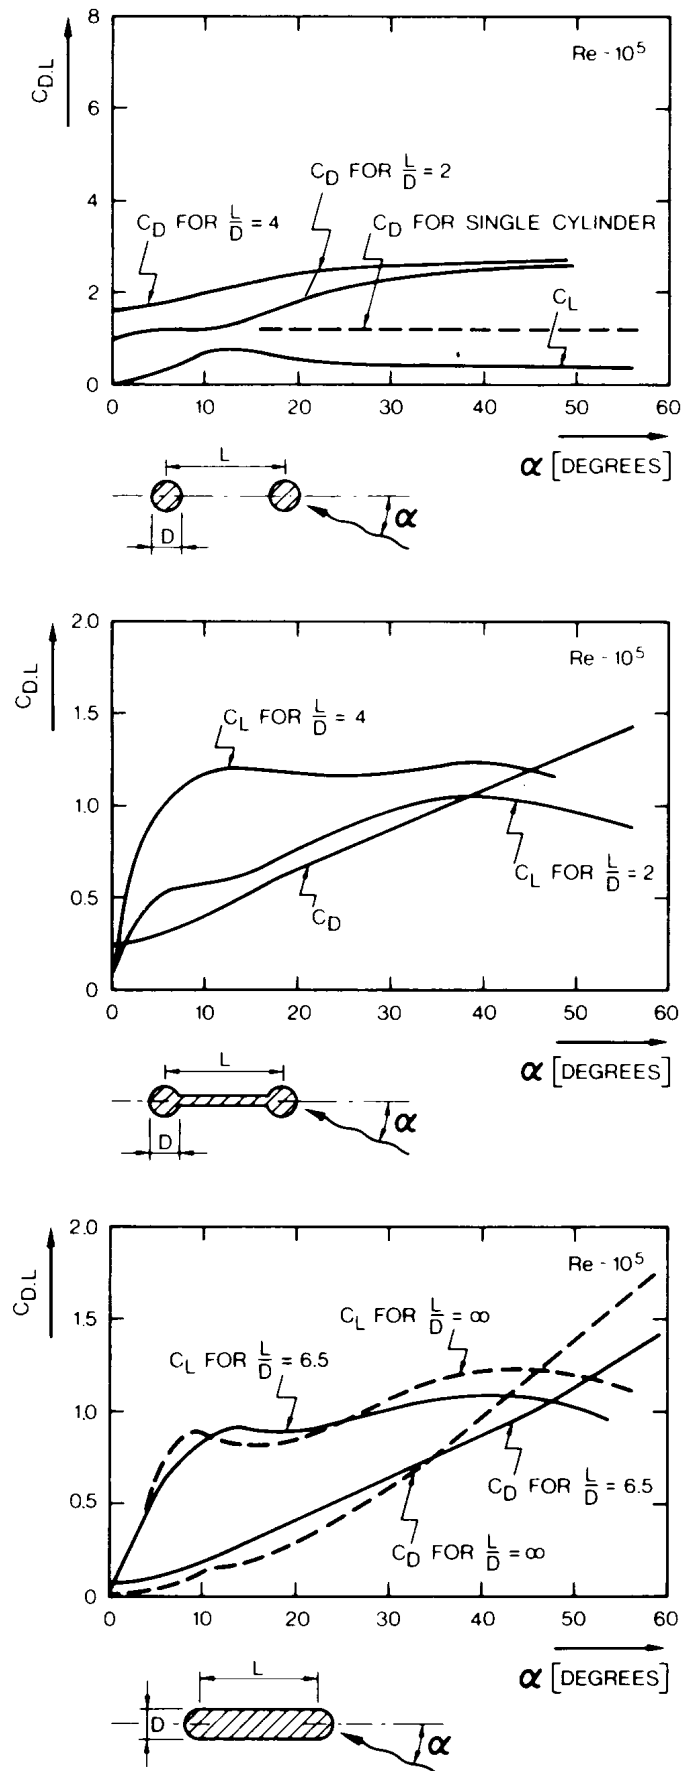 C_D.L
8
6
4
2
0
Re - 10^5
C_D FOR L/D = 2
C_D FOR L/D = 4
C_D FOR SINGLE CYLINDER
C_L
0 10 20 30 40 50 60
α [DEGREES]
L
D
α
C_D.L
2.0
1.5
1.0
0.5
0
Re - 10^5
C_L FOR L/D = 4
C_L FOR L/D = 2
C_D
0 10 20 30 40 50 60
α [DEGREES]
L
D
α
C_D.L
2.0
1.5
1.0
0.5
0
Re - 10^5
C_L FOR L/D = ∞
C_L FOR L/D = 6.5
C_D FOR L/D = 6.5
C_D FOR L/D = ∞
0 10 20 30 40 50 60
α [DEGREES]
L
D
α